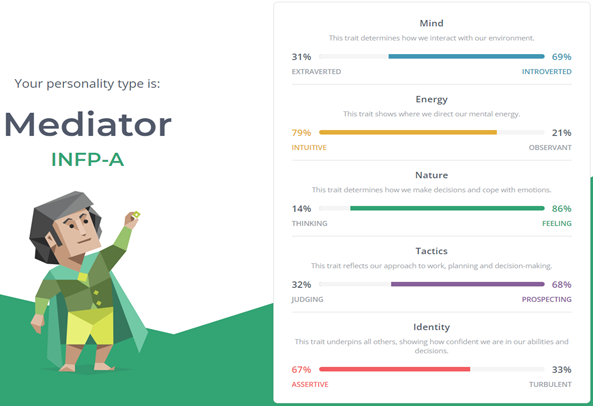 Your personality type is:
Mediator
INFP-A
Mind
This trait determines how we interact with our environment.
31% 69%
EXTRAVERTED INTROVERTED
Energy
This trait shows where we direct our mental energy.
79% 21%
INTUITIVE OBSERVANT
Nature
This trait determines how we make decisions and cope with emotions.
14% 86%
THINKING FEELING
Tactics
This trait reflects our approach to work, planning and decision-making.
32% 68%
JUDGING PROSPECTING
Identity
This trait underpins all others, showing how confident we are in our abilities and
decisions.
67% 33%
ASSERTIVE TURBULENT